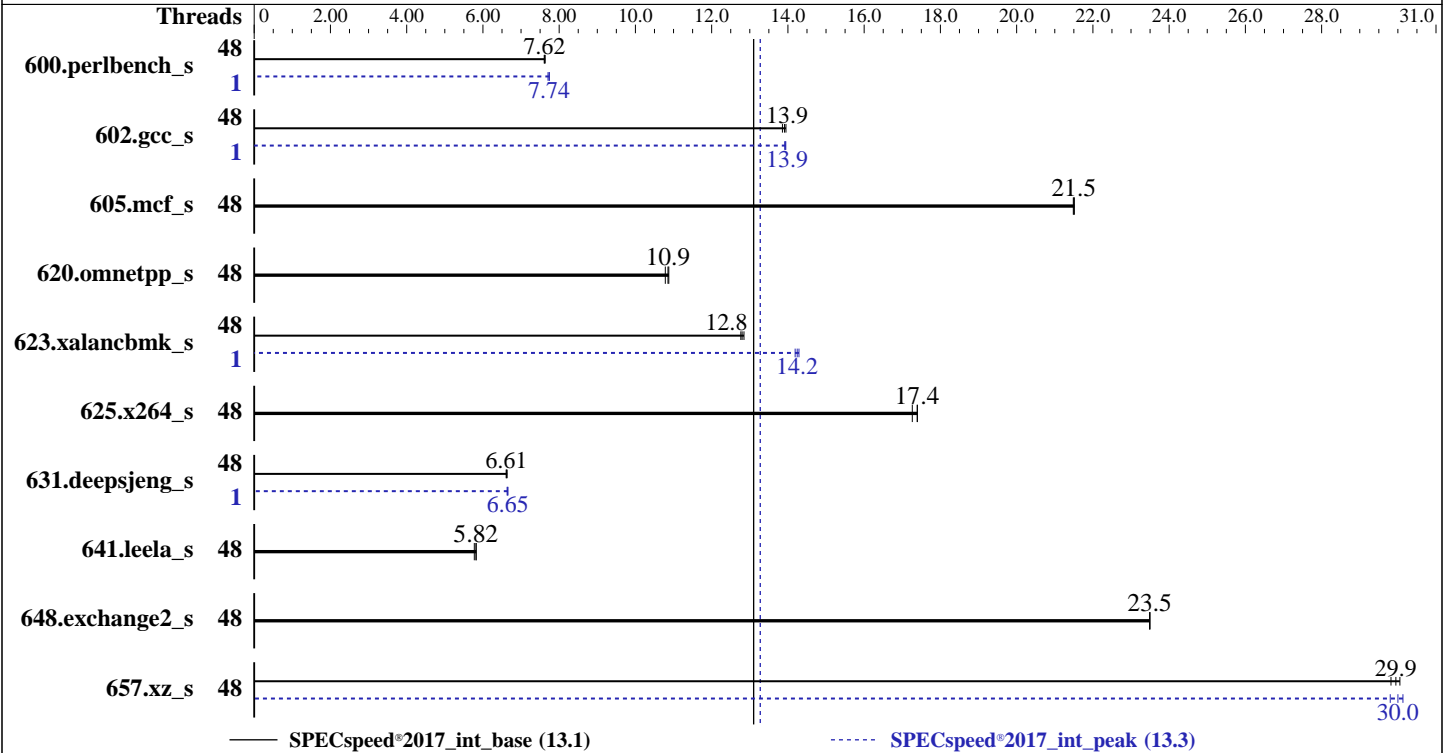 Threads 0 2.00 4.00 6.00 8.00 10.0 12.0 14.0 16.0 18.0 20.0 22.0 24.0 26.0 28.0 31.0
600.perlbench_s 48 7.62
1 7.74
602.gcc_s 48 13.9
1 13.9
605.mcf_s 48 21.5
620.omnetpp_s 48 10.9
623.xalancbmk_s 48 12.8
1 14.2
625.x264_s 48 17.4
631.deepsjeng_s 48 6.61
1 6.65
641.leela_s 48 5.82
648.exchange2_s 48 23.5
657.xz_s 48 29.9
30.0
SPECspeed®2017_int_base (13.1) SPECspeed®2017_int_peak (13.3)